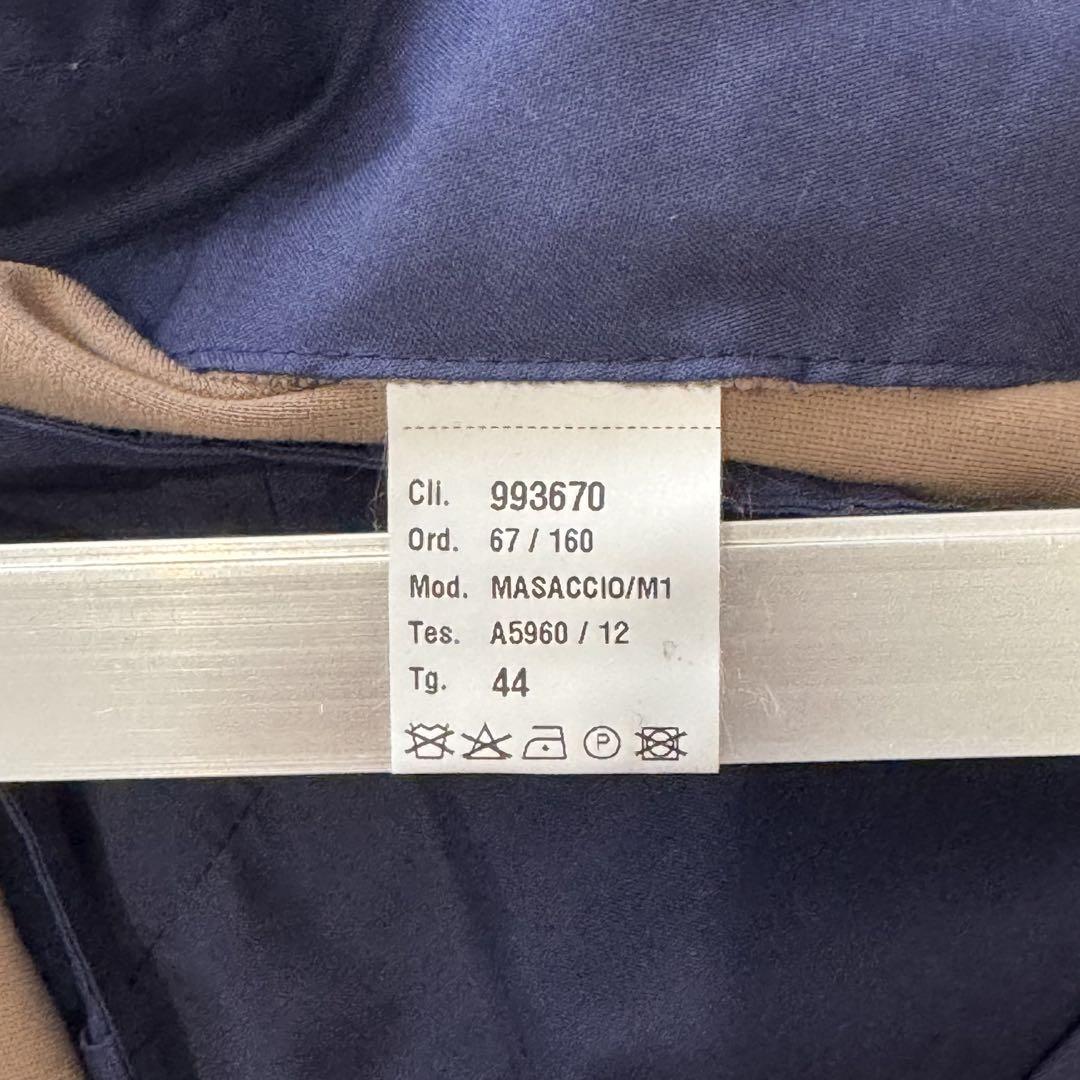 Cli. 993670
Ord. 67 / 160
Mod. MASACCIO/M1
Tes. A5960 / 12
Tg. 44
P